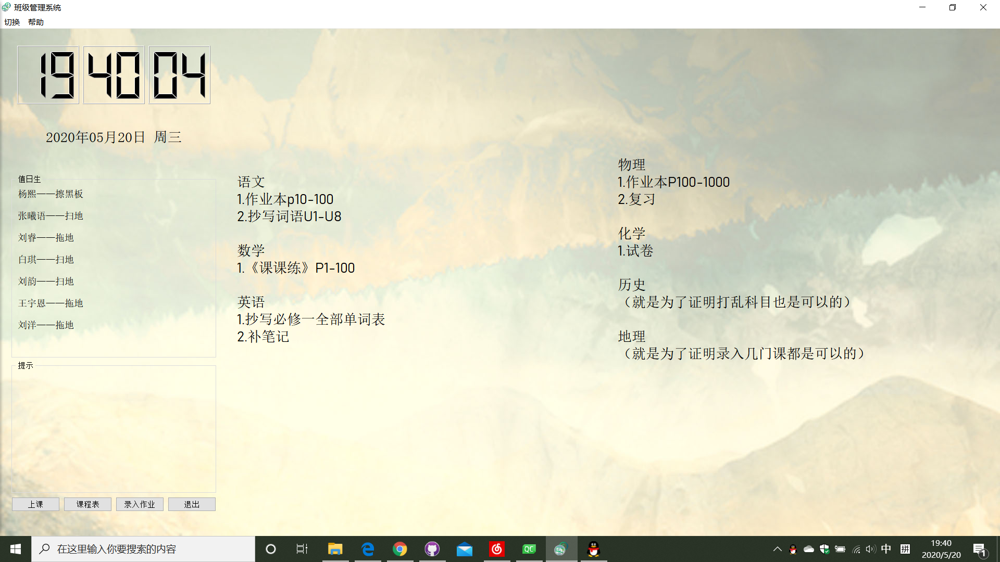 班级管理系统
切换 帮助
19 40 04
2020年05月20日 周三
值日生
杨熙——擦黑板
张曦语——扫地
刘睿——拖地
白琪——扫地
刘韵——扫地
王宇恩——拖地
刘洋——拖地
提示
上课 课程表 录入作业 退出
语文
1.作业本p10-100
2.抄写词语U1-U8
数学
1.《课课练》P1-100
英语
1.抄写必修一全部单词表
2.补笔记
物理
1.作业本P100-1000
2.复习
化学
1.试卷
历史
（就是为了证明打乱科目也是可以的）
地理
（就是为了证明录入几门课都是可以的）
在这里输入你要搜索的内容
QC
中 拼
19:40
2020/5/20
1